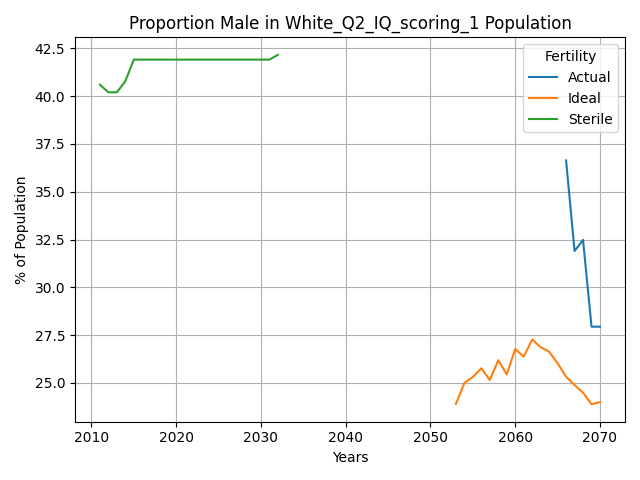 Proportion Male in White_Q2_IQ_scoring_1 Population
42.5
40.0
37.5
35.0
32.5
30.0
27.5
25.0
% of Population
Fertility
Actual
Ideal
Sterile
2010 2020 2030 2040 2050 2060 2070
Years